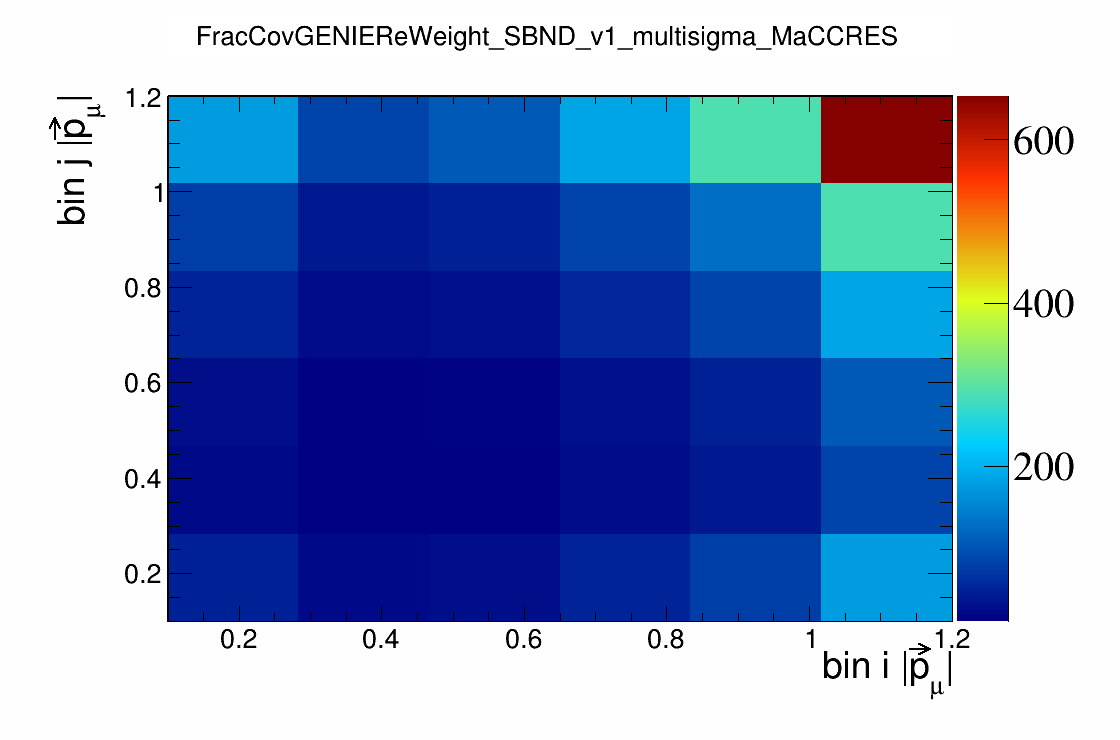 FracCovGENIEReWeight_SBND_v1_multisigma_MaCCRES
bin j |p⃗_μ|
1.2
1
0.8
0.6
0.4
0.2
0.2 0.4 0.6 0.8 1 1.2
bin i |p⃗_μ|
600
400
200